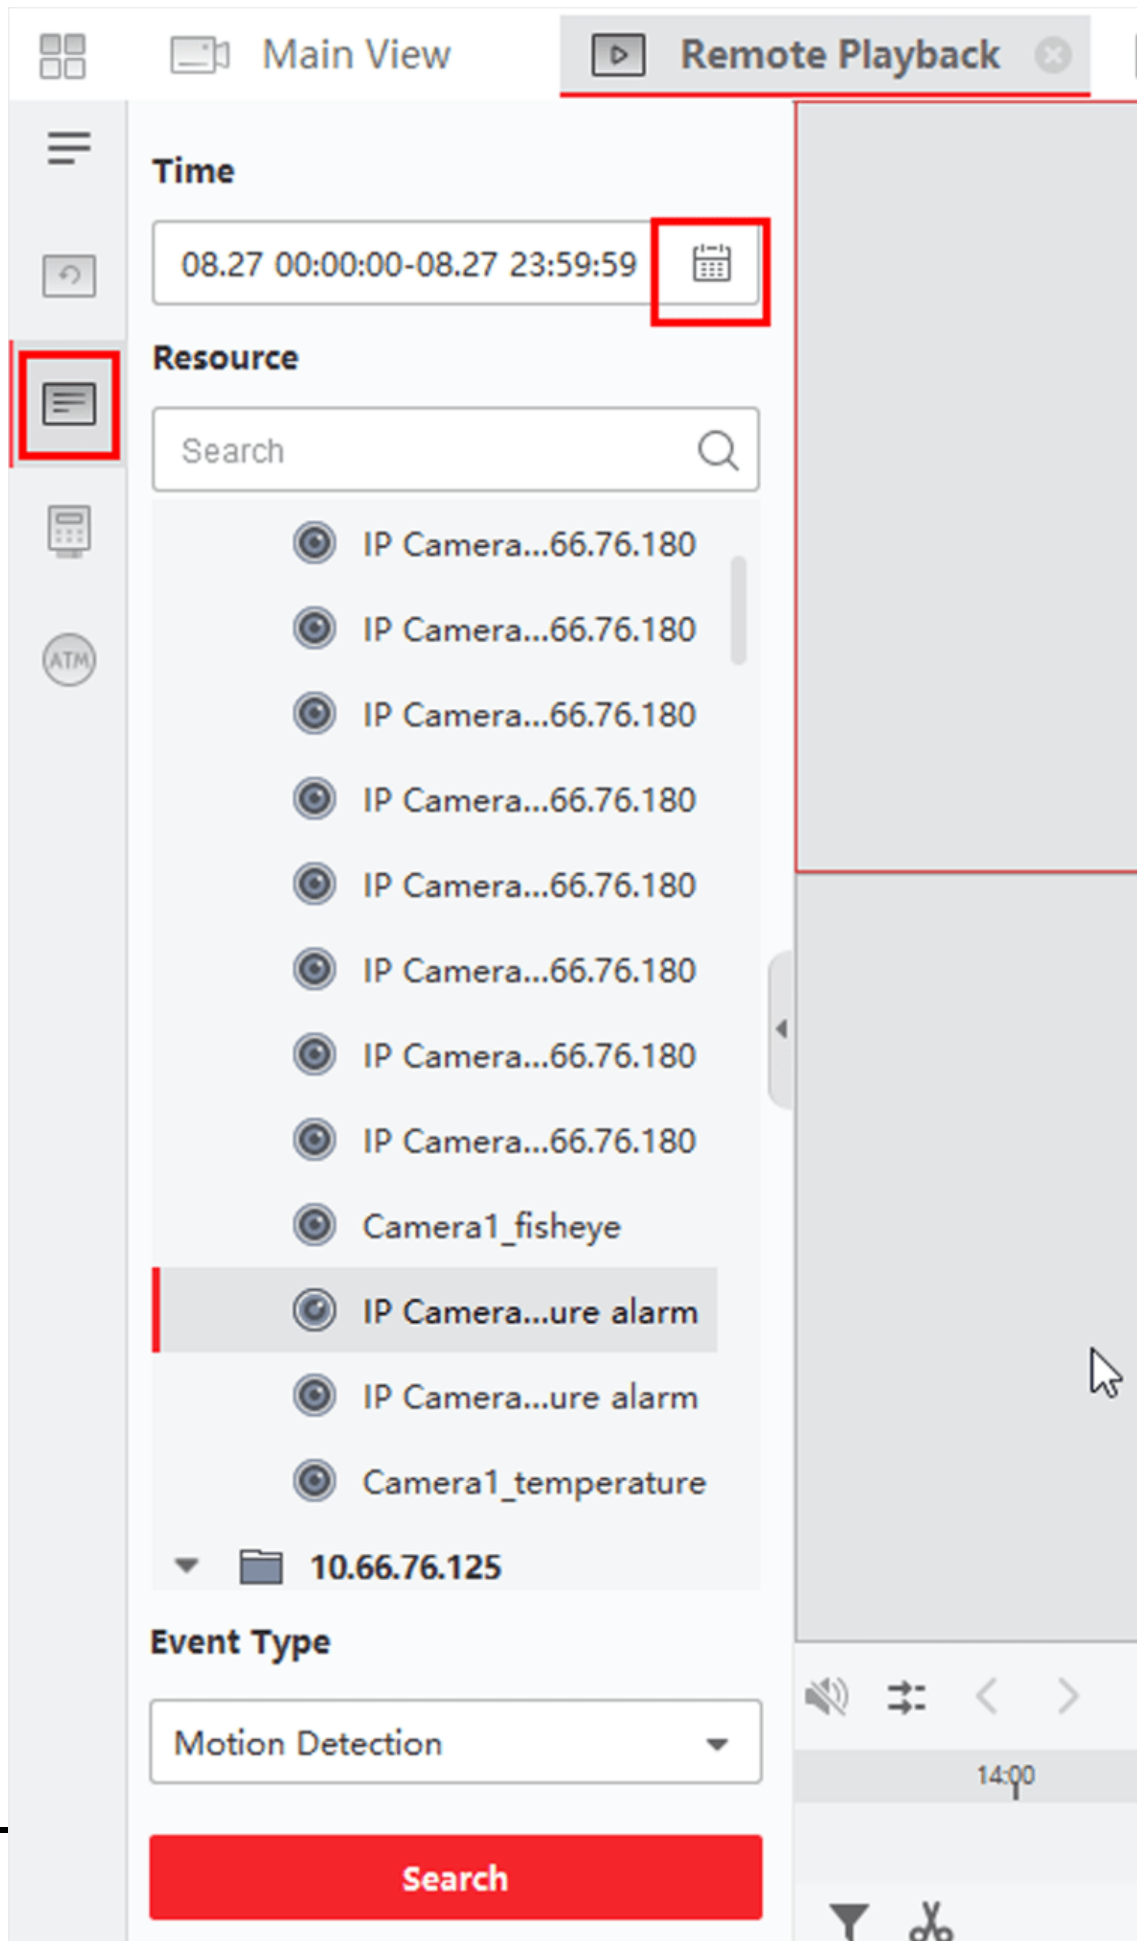 Main View
Remote Playback
Time
08.27 00:00:00-08.27 23:59:59
Resource
Search
IP Camera...66.76.180
IP Camera...66.76.180
IP Camera...66.76.180
IP Camera...66.76.180
IP Camera...66.76.180
IP Camera...66.76.180
IP Camera...66.76.180
IP Camera...66.76.180
Camera1_fisheye
IP Camera...ure alarm
IP Camera...ure alarm
Camera1_temperature
10.66.76.125
Event Type
Motion Detection
Search
ATM
14:00